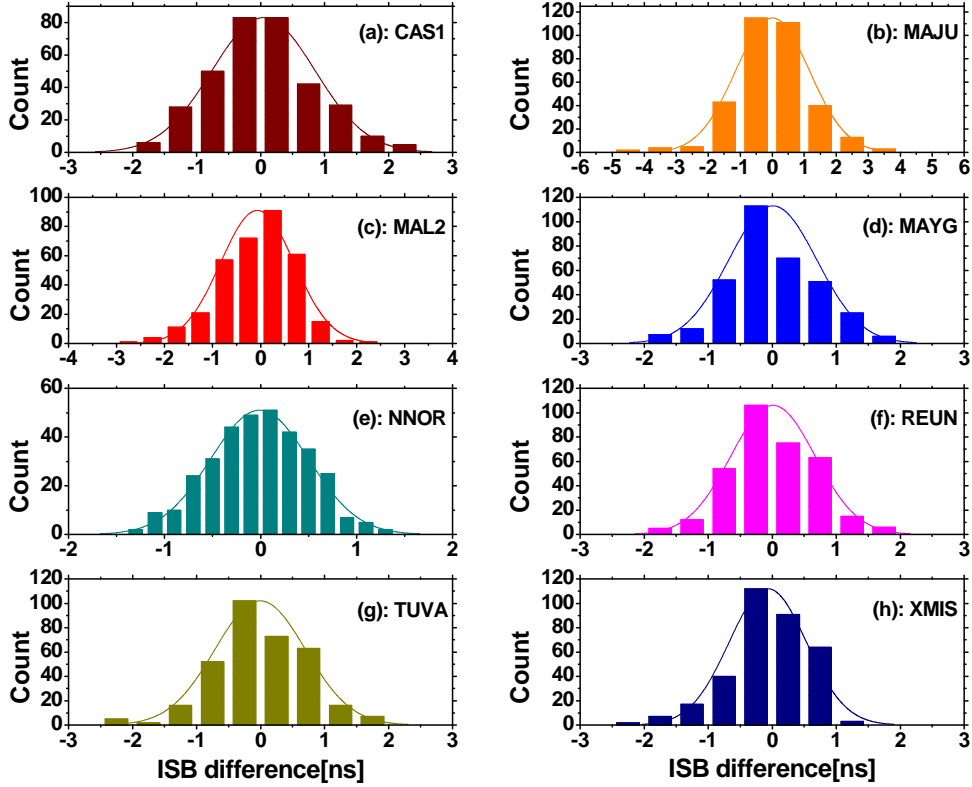 80
60
40
20
0
Count
(a): CAS1
-3 -2 -1 0 1 2 3
120
100
80
60
40
20
0
Count
(b): MAJU
-6 -5 -4 -3 -2 -1 0 1 2 3 4 5 6
100
80
60
40
20
0
Count
(c): MAL2
-4 -3 -2 -1 0 1 2 3 4
120
100
80
60
40
20
0
Count
(d): MAYG
-3 -2 -1 0 1 2 3
60
40
20
0
Count
(e): NNOR
-2 -1 0 1 2
120
100
80
60
40
20
0
Count
(f): REUN
-3 -2 -1 0 1 2 3
120
100
80
60
40
20
0
Count
(g): TUVA
-3 -2 -1 0 1 2 3
ISB difference[ns]
120
100
80
60
40
20
0
Count
(h): XMIS
-3 -2 -1 0 1 2 3
ISB difference[ns]